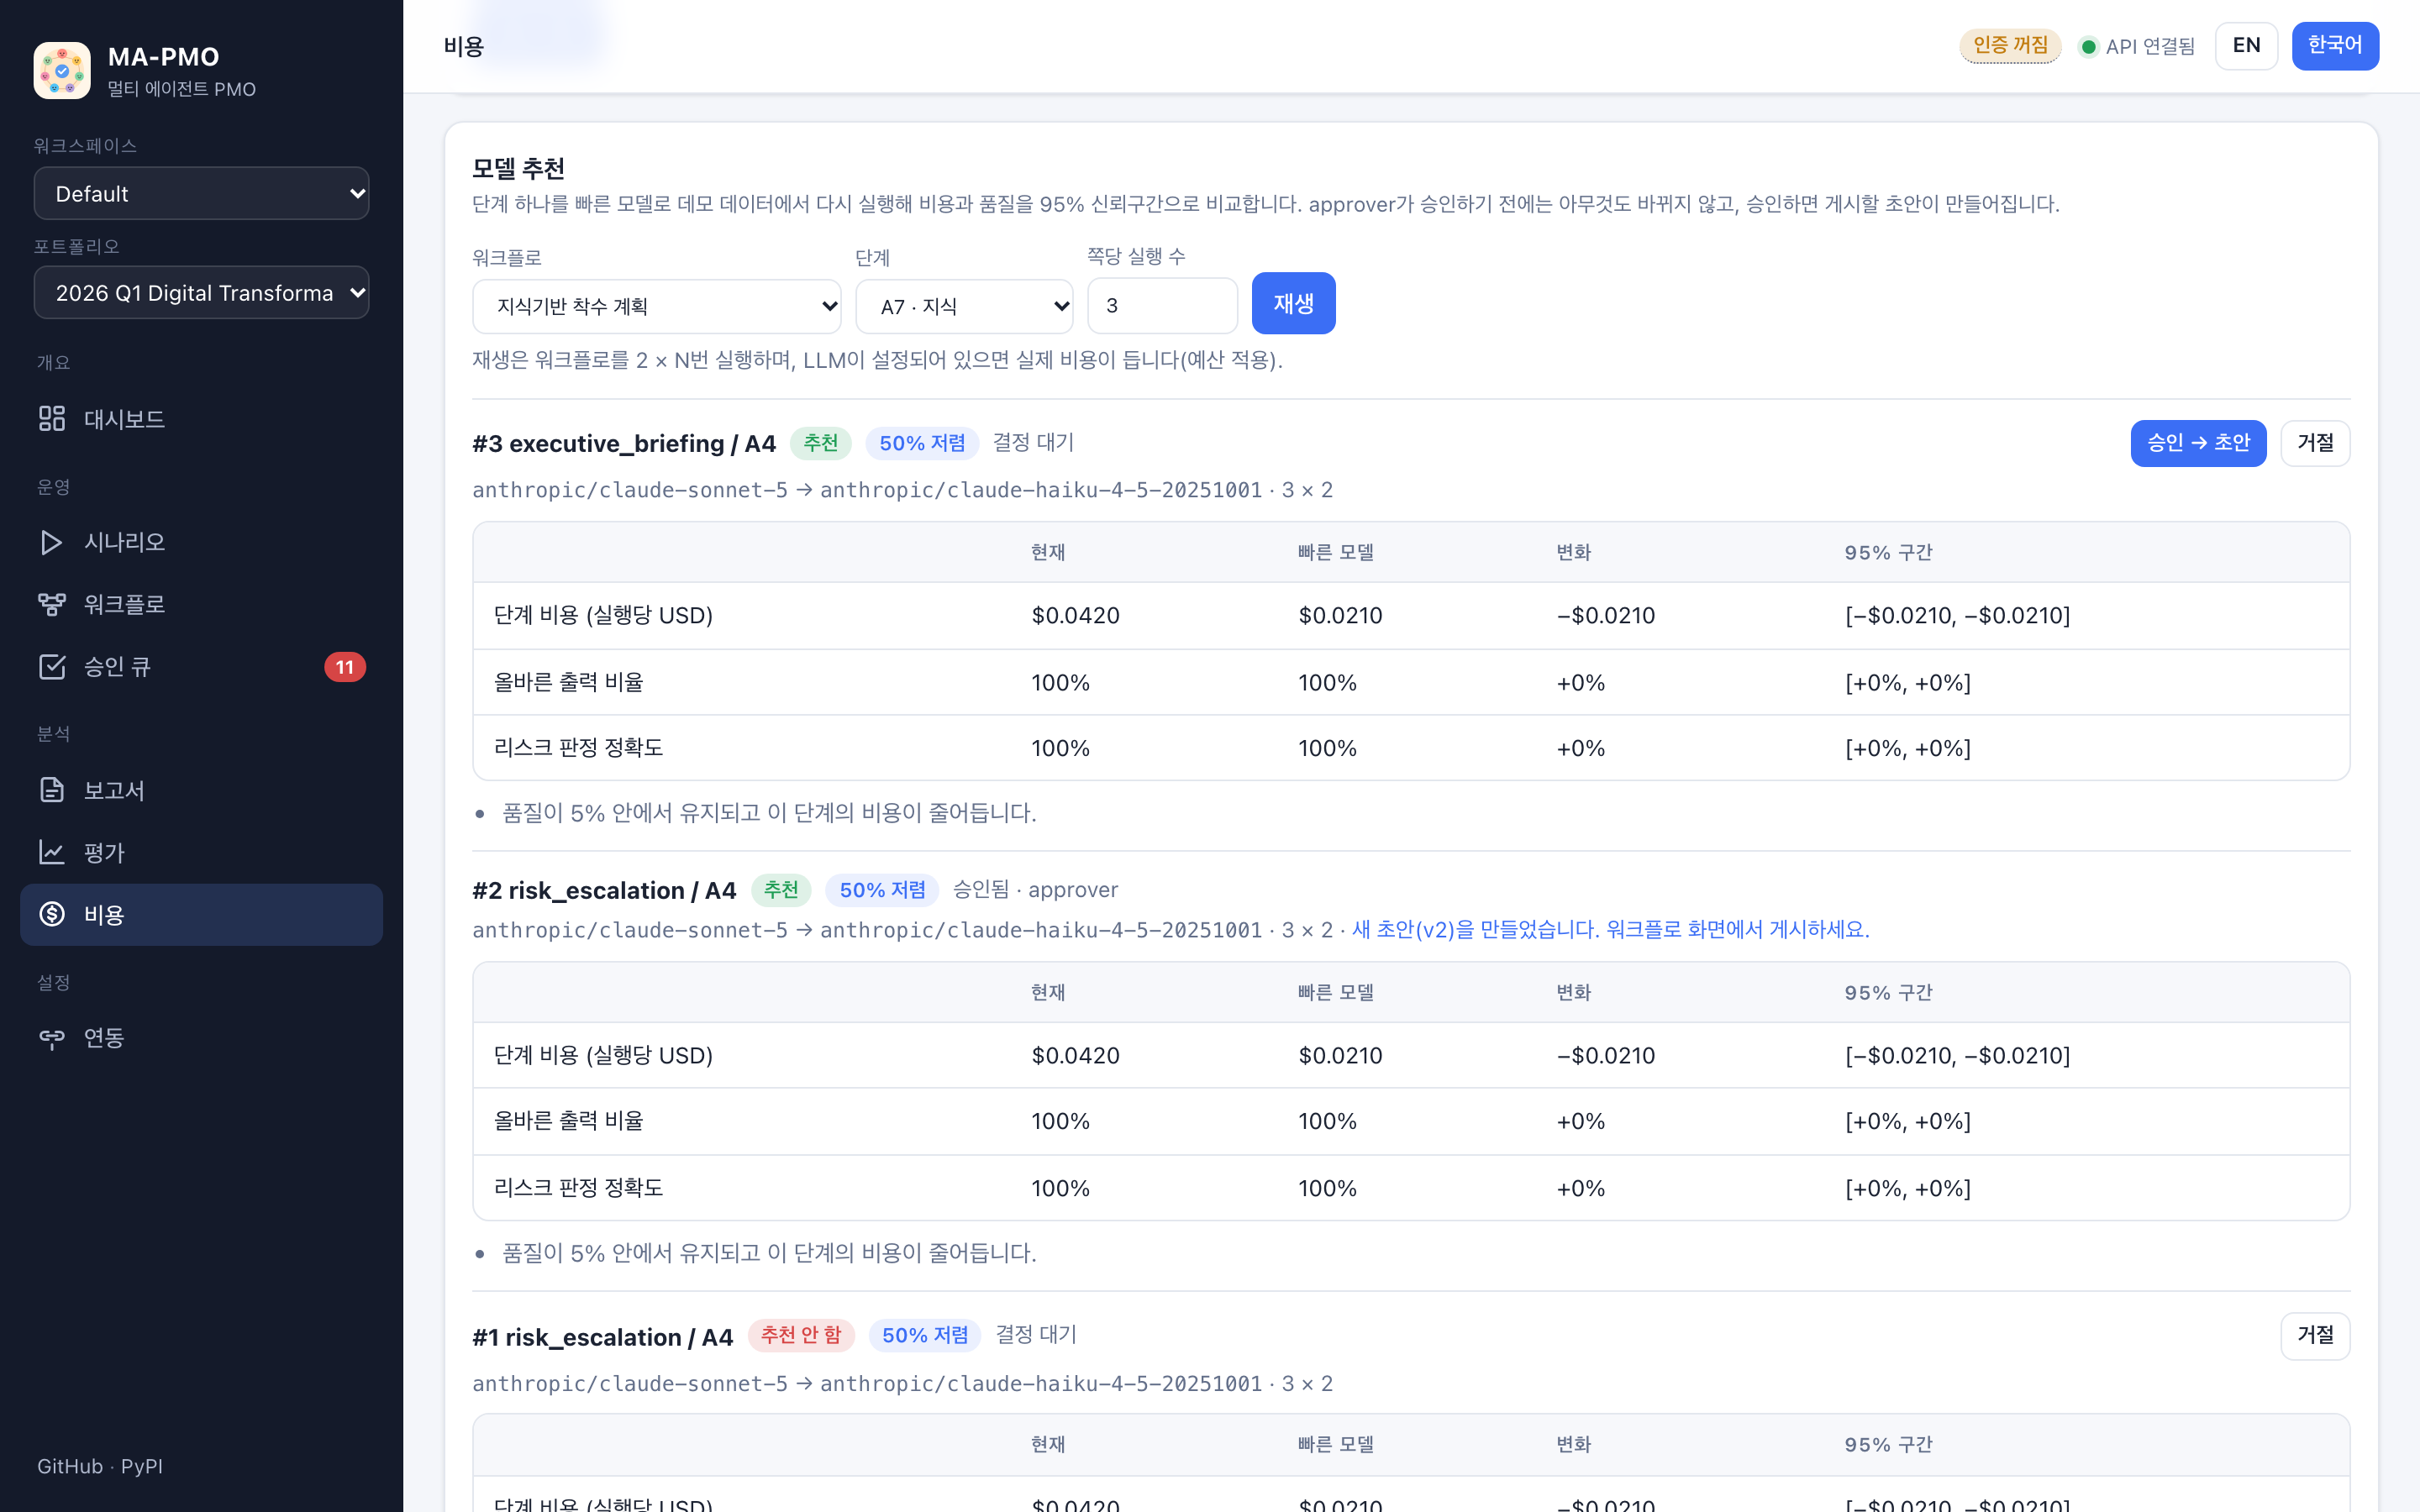 MA-PMO
멀티 에이전트 PMO
워크스페이스
Default
포트폴리오
2026 Q1 Digital Transforma
개요
대시보드
운영
시나리오
워크플로
승인 큐 11
분석
보고서
평가
비용
설정
연동
GitHub · PyPI
비용
인증 꺼짐 API 연결됨 EN 한국어
모델 추천
단계 하나를 빠른 모델로 데모 데이터에서 다시 실행해 비용과 품질을 95% 신뢰구간으로 비교합니다. approver가 승인하기 전에는 아무것도 바뀌지 않고, 승인하면 게시할 초안이 만들어집니다.
워크플로 단계 쪽당 실행 수
지식기반 착수 계획 A7 · 지식 3 재생
재생은 워크플로를 2 × N번 실행하며, LLM이 설정되어 있으면 실제 비용이 듭니다(예산 적용).
#3 executive_briefing / A4 추천 50% 저렴 결정 대기 승인 → 초안 거절
anthropic/claude-sonnet-5 → anthropic/claude-haiku-4-5-20251001 · 3 × 2
현재 빠른 모델 변화 95% 구간
단계 비용 (실행당 USD) $0.0420 $0.0210 −$0.0210 [−$0.0210, −$0.0210]
올바른 출력 비율 100% 100% +0% [+0%, +0%]
리스크 판정 정확도 100% 100% +0% [+0%, +0%]
• 품질이 5% 안에서 유지되고 이 단계의 비용이 줄어듭니다.
#2 risk_escalation / A4 추천 50% 저렴 승인됨 · approver
anthropic/claude-sonnet-5 → anthropic/claude-haiku-4-5-20251001 · 3 × 2 · 새 초안(v2)을 만들었습니다. 워크플로 화면에서 게시하세요.
현재 빠른 모델 변화 95% 구간
단계 비용 (실행당 USD) $0.0420 $0.0210 −$0.0210 [−$0.0210, −$0.0210]
올바른 출력 비율 100% 100% +0% [+0%, +0%]
리스크 판정 정확도 100% 100% +0% [+0%, +0%]
• 품질이 5% 안에서 유지되고 이 단계의 비용이 줄어듭니다.
#1 risk_escalation / A4 추천 안 함 50% 저렴 결정 대기 거절
anthropic/claude-sonnet-5 → anthropic/claude-haiku-4-5-20251001 · 3 × 2
현재 빠른 모델 변화 95% 구간
단계 비용 (실행당 USD) $0.0420 $0.0210 −$0.0210 [−$0.0210, −$0.0210]